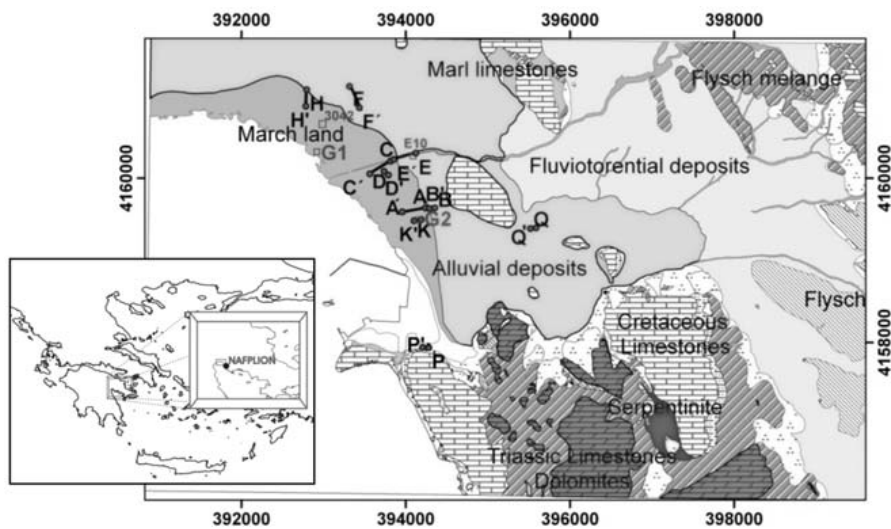 392000 394000 396000 398000
Marl limestones
Flysch melange
H F
H' 3042 F'
March land
G1 C E10
4160000 C' D D' E' E Fluviotorrential deposits 4160000
A' A B' B
K' K G2 Q' Q
Alluvial deposits
Flysch
Cretaceous
Limestones
P' P 4158000
NAFPLION
Serpentinite
Triassic Limestones
Dolomites
392000 394000 396000 398000